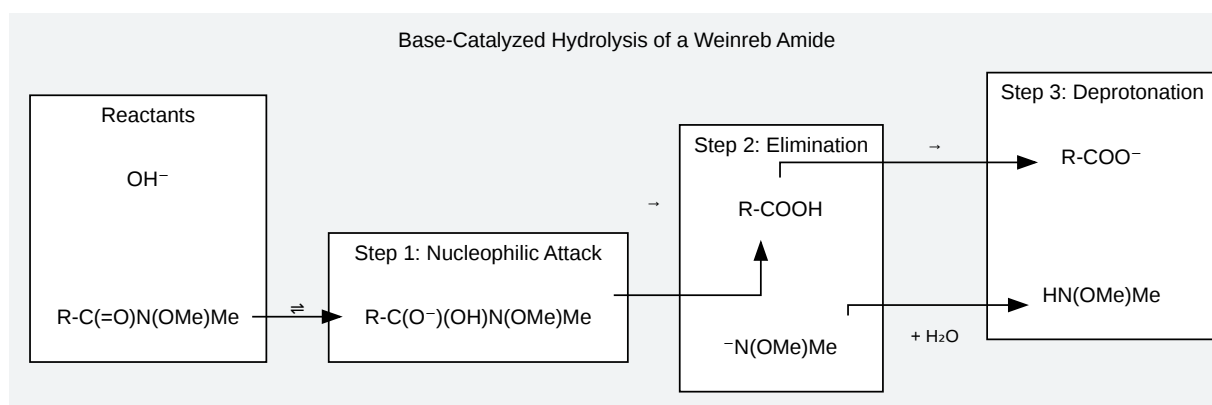 Base-Catalyzed Hydrolysis of a Weinreb Amide
Reactants
OH⁻
R-C(=O)N(OMe)Me
⇌
Step 1: Nucleophilic Attack
R-C(O⁻)(OH)N(OMe)Me
→
Step 2: Elimination
R-COOH
⁻N(OMe)Me
→
+ H₂O
Step 3: Deprotonation
R-COO⁻
HN(OMe)Me